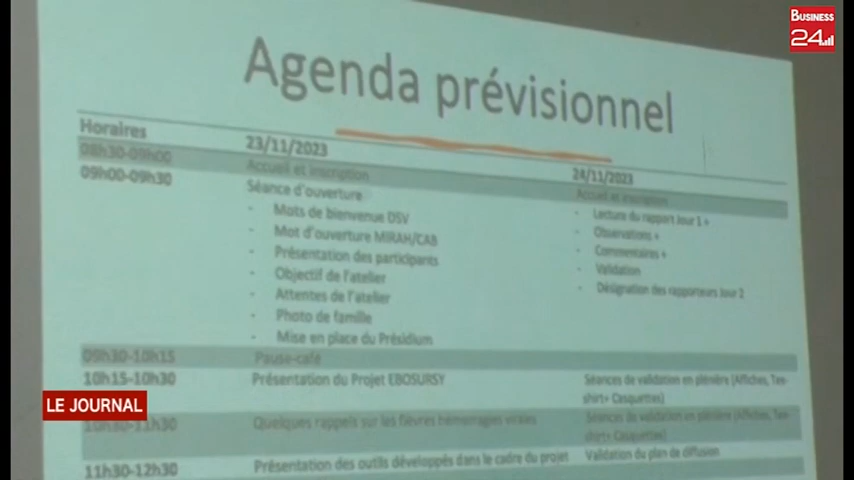 BUSINESS
24
Agenda prévisionnel
Horaires 23/11/2023 24/11/2023
08h30-09h00 Accueil et inscription Accueil et inscription
09h00-09h30 Séance d'ouverture - Lecture du rapport Jour 1 +
- Mots de bienvenue DSV - Observations +
- Mot d'ouverture MIRAH/CAB - Commentaires +
- Présentation des participants - Validation
- Objectif de l'atelier - Désignation des rapporteurs Jour 2
- Attentes de l'atelier
- Photo de famille
- Mise en place du Présidium
09h30-10h15 Pause-café
10h15-10h30 Présentation du Projet EBOSURSY Séances de validation en plénière (Affiches, Tee-
shirt+ Casquettes)
LE JOURNAL
10h30-11h30 Quelques rappels sur les fièvres hémorragies virales Séances de validation en plénière (Affiches, Tee-
shirt+ Casquettes)
11h30-12h30 Présentation des outils développés dans le cadre du projet Validation du plan de diffusion